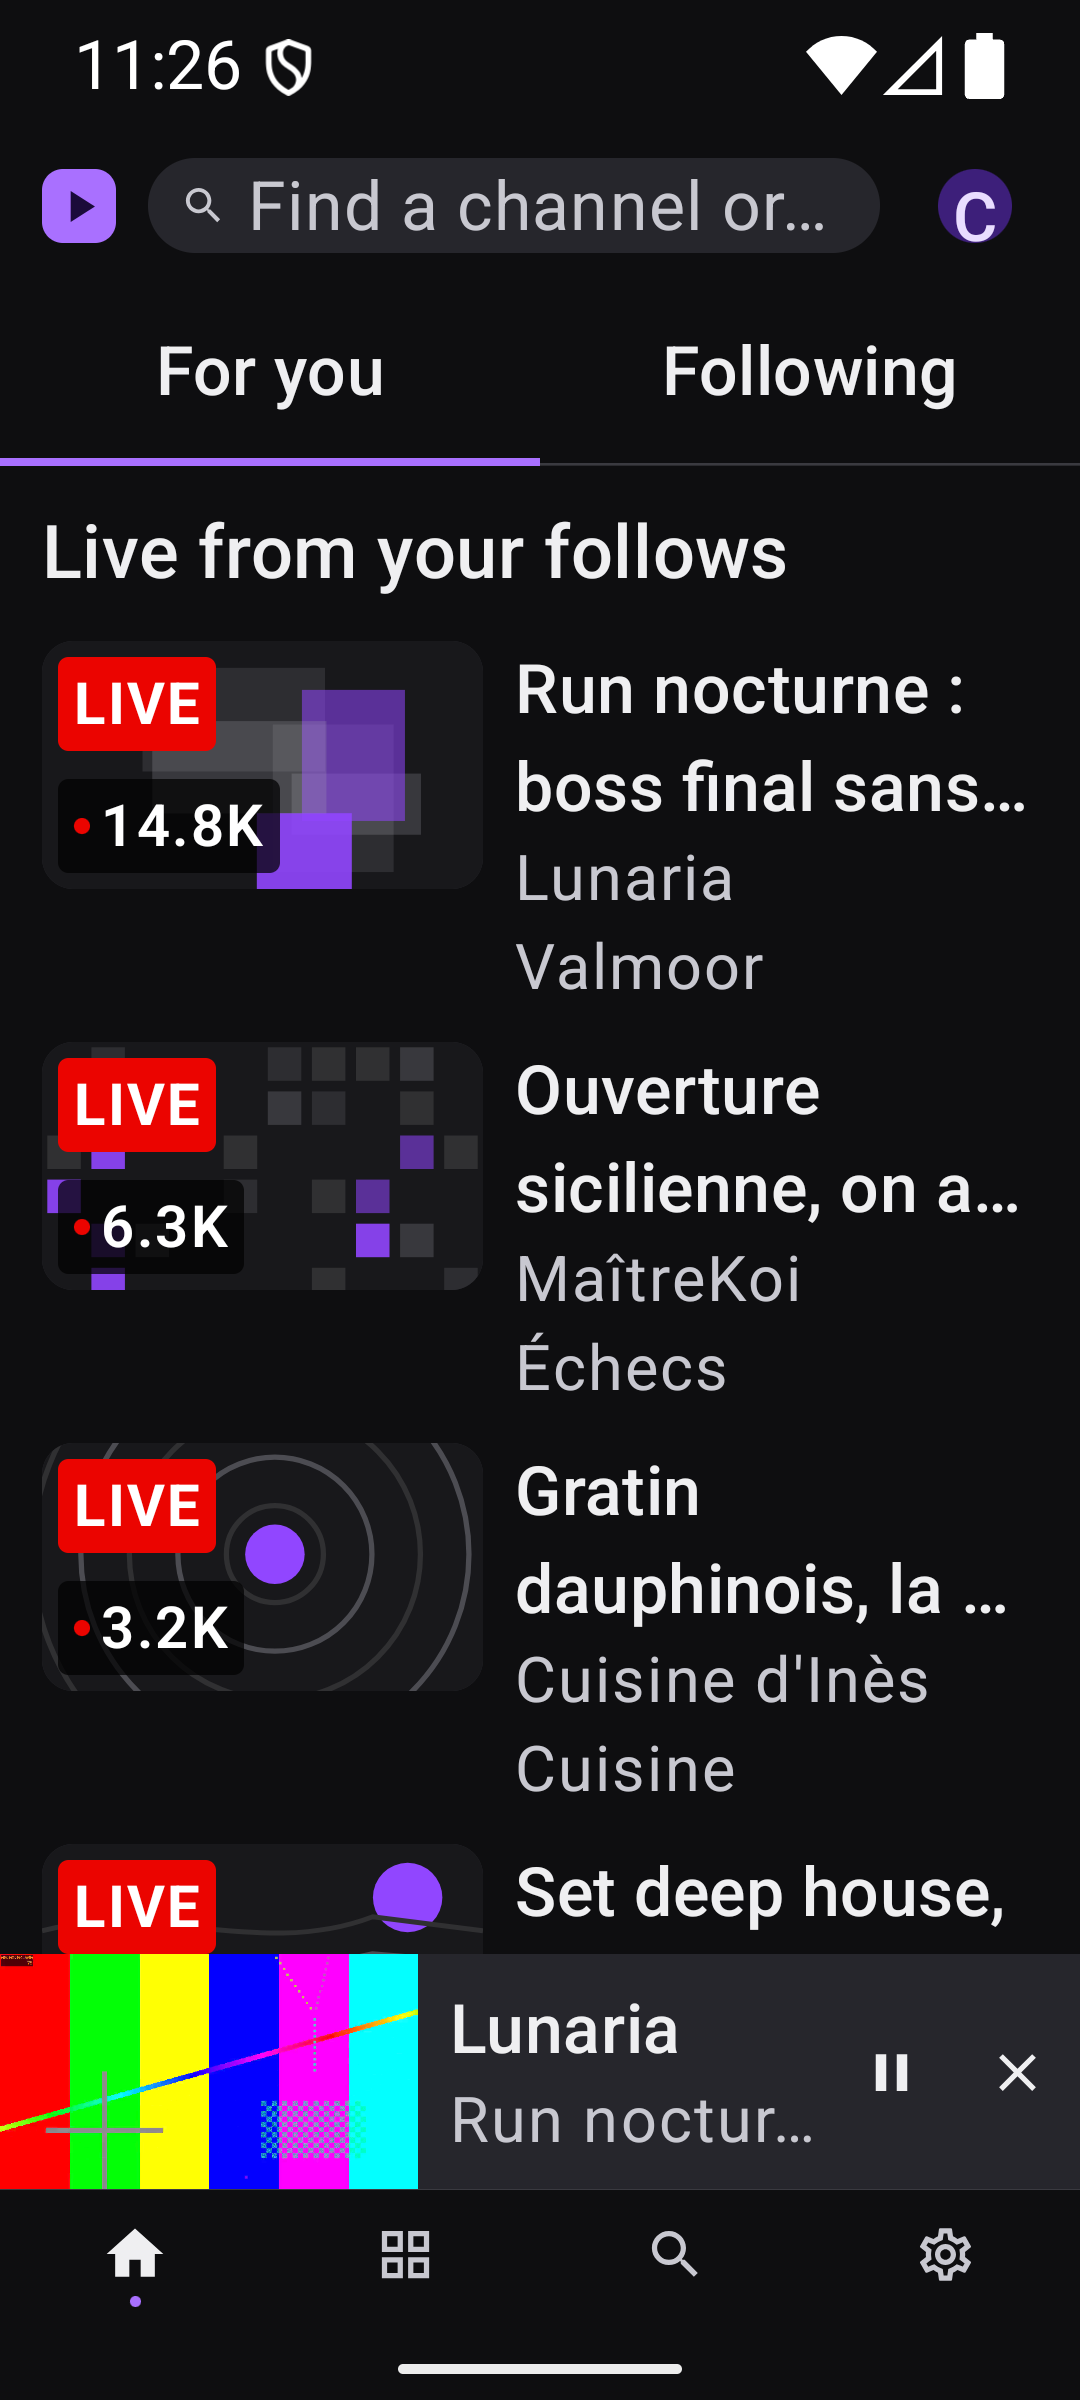 11:26
Find a channel or…
C
For you
Following
Live from your follows
LIVE
14.8K
Run nocturne :
boss final sans…
Lunaria
Valmoor
LIVE
6.3K
Ouverture
sicilienne, on a…
MaîtreKoi
Échecs
LIVE
3.2K
Gratin
dauphinois, la …
Cuisine d'Inès
Cuisine
LIVE
Set deep house,
Lunaria
Run noctur…